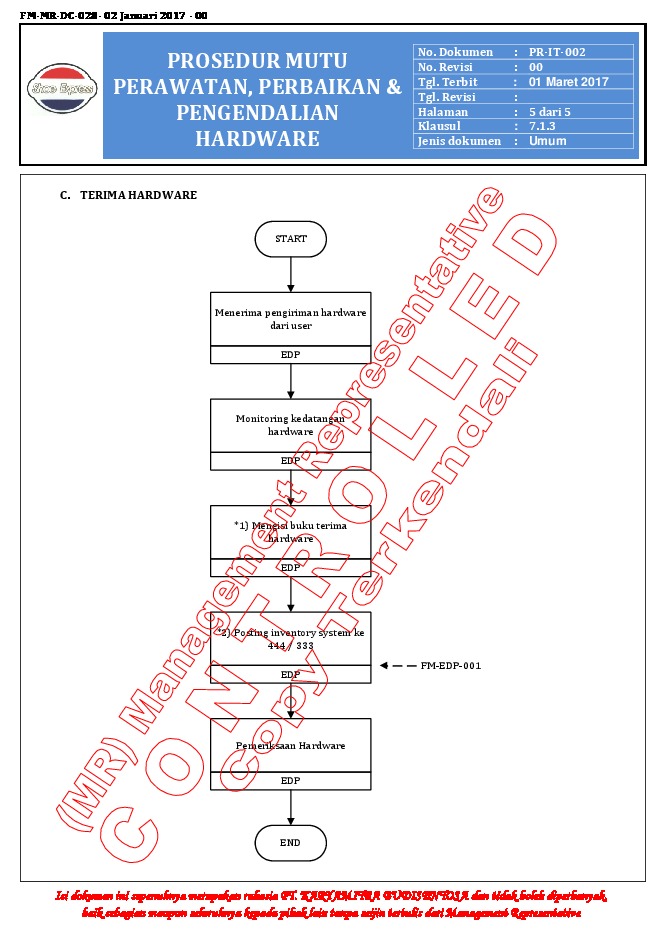 FM-MR-DC-028- 02 Januari 2017 - 00
Shoes Express
PROSEDUR MUTU
PERAWATAN, PERBAIKAN &
PENGENDALIAN
HARDWARE
No. Dokumen : PR-IT-002
No. Revisi : 00
Tgl. Terbit : 01 Maret 2017
Tgl. Revisi :
Halaman : 5 dari 5
Klausul : 7.1.3
Jenis dokumen : Umum
C. TERIMA HARDWARE
START
Menerima pengiriman hardware
dari user
EDP
Monitoring kedatangan
hardware
EDP
*1) Mengisi buku terima
hardware
EDP
*2) Posting inventory system ke
444 / 333
EDP
FM-EDP-001
Pemeriksaan Hardware
EDP
END
(MR) Management Representative
CONTROLLED
Copy Terkendali
Isi dokumen ini sepenuhnya merupakan rahasia PT. KARYAMITRA BUDISENTOSA dan tidak boleh diperbanyak,
baik sebagian maupun seluruhnya kepada pihak lain tanpa seijin tertulis dari Management Representative